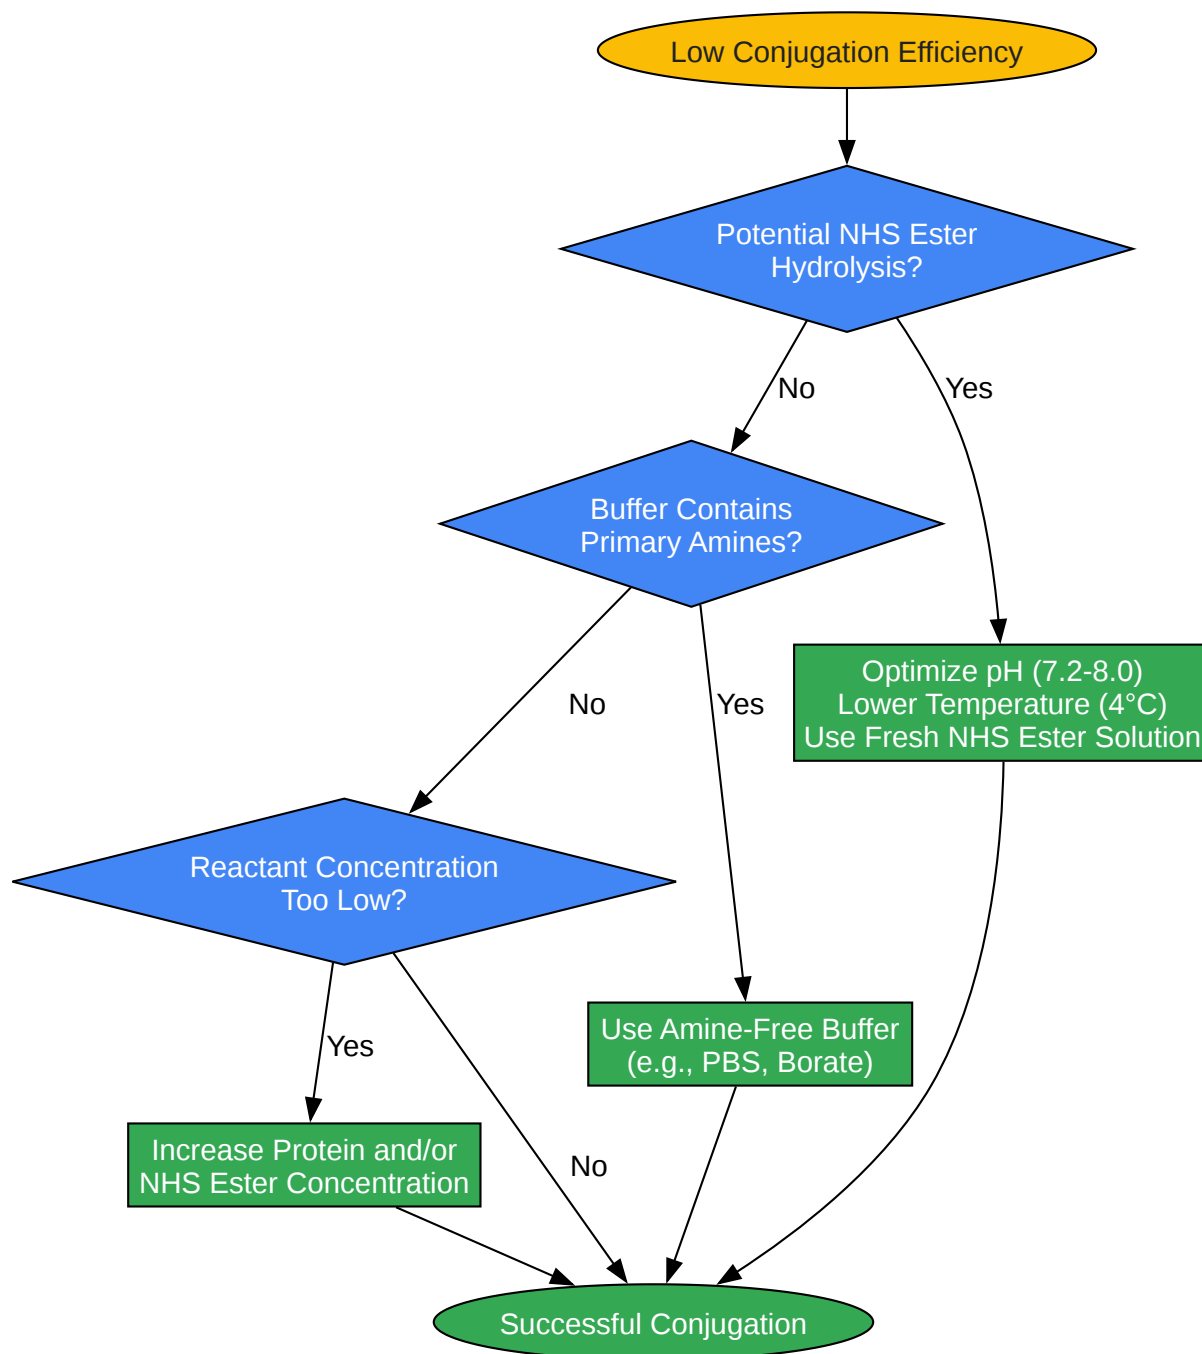 Low Conjugation Efficiency
Potential NHS Ester
Hydrolysis?
No
Yes
Buffer Contains
Primary Amines?
Optimize pH (7.2-8.0)
Lower Temperature (4°C)
Use Fresh NHS Ester Solution
No
Yes
Reactant Concentration
Too Low?
Use Amine-Free Buffer
(e.g., PBS, Borate)
Yes
Increase Protein and/or
NHS Ester Concentration
No
Successful Conjugation